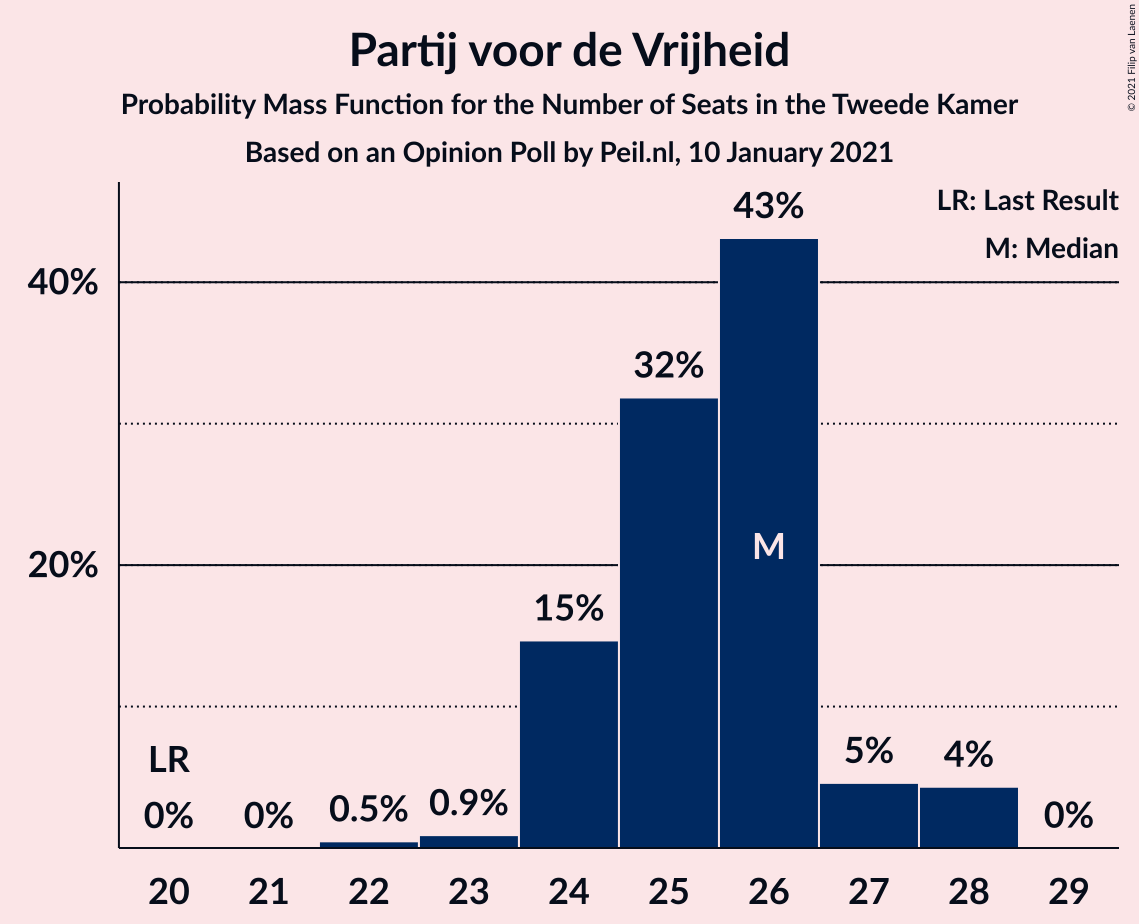 Partij voor de Vrijheid
Probability Mass Function for the Number of Seats in the Tweede Kamer
Based on an Opinion Poll by Peil.nl, 10 January 2021
© 2021 Filip van Laenen
LR: Last Result
M: Median
43%
40%
32%
M
20%
15%
LR
5%
4%
0%
0%
0.5%
0.9%
0%
20 21 22 23 24 25 26 27 28 29